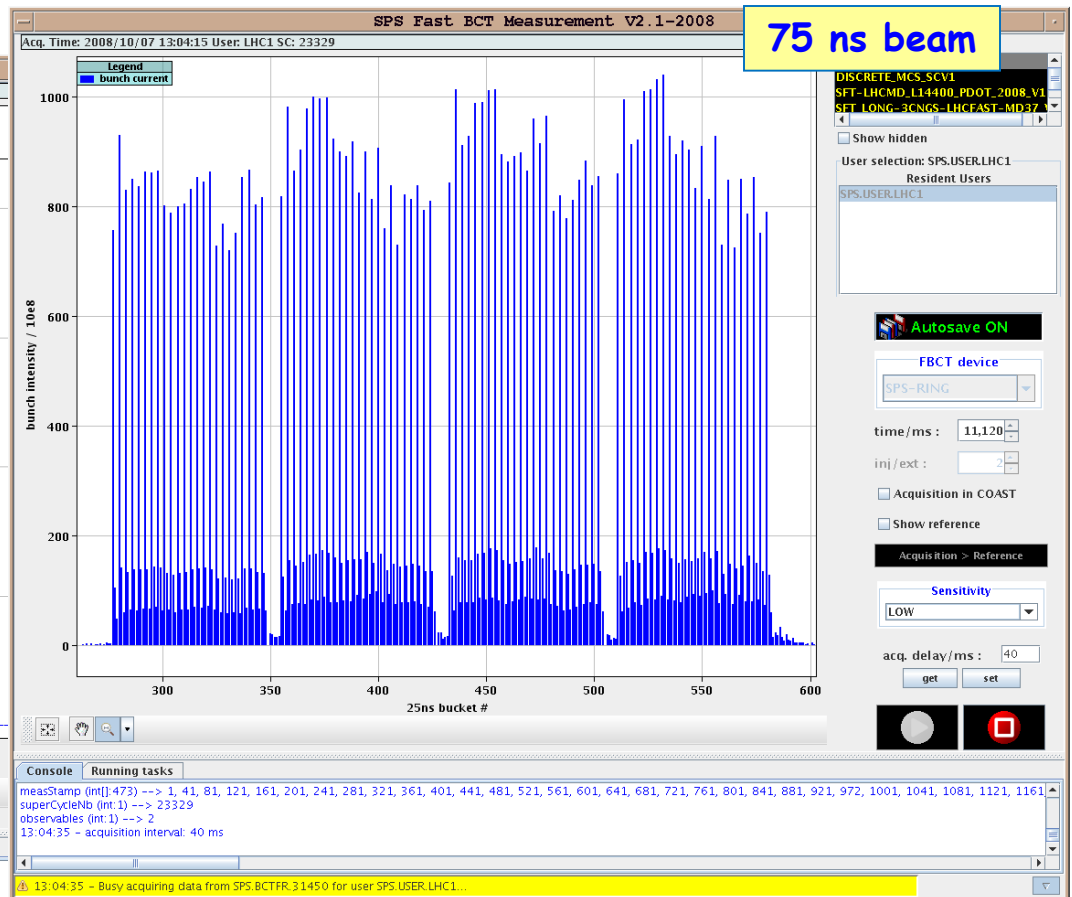 SPS Fast BCT Measurement V2.1-2008
75 ns beam
Acq. Time: 2008/10/07 13:04:15 User: LHC1 SC: 23329
Legend
bunch current
1000
800
600
400
200
0
bunch intensity / 10e8
300
350
400
450
500
550
600
25ns bucket #
DISCRETE_MCS_SCV1
SFT-LHCMD_L14400_PDOT_2008_V1
SFT_LONG-3CNGS-LHCFAST-MD37
Show hidden
User selection: SPS.USER.LHC1
Resident Users
SPS.USER.LHC1
Autosave ON
FBCT device
SPS-RING
time/ms : 11,120
inj/ext : 2
Acquisition in COAST
Show reference
Acquisition > Reference
Sensitivity
LOW
acq. delay/ms : 40
get set
Console Running tasks
measStamp (int[]:473) --> 1, 41, 81, 121, 161, 201, 241, 281, 321, 361, 401, 441, 481, 521, 561, 601, 641, 681, 721, 761, 801, 841, 881, 921, 972, 1001, 1041, 1081, 1121, 1161
superCycleNb (int:1) --> 23329
observables (int:1) --> 2
13:04:35 - acquisition interval: 40 ms
13:04:35 - Busy acquiring data from SPS.BCTFR.31450 for user SPS.USER.LHC1...